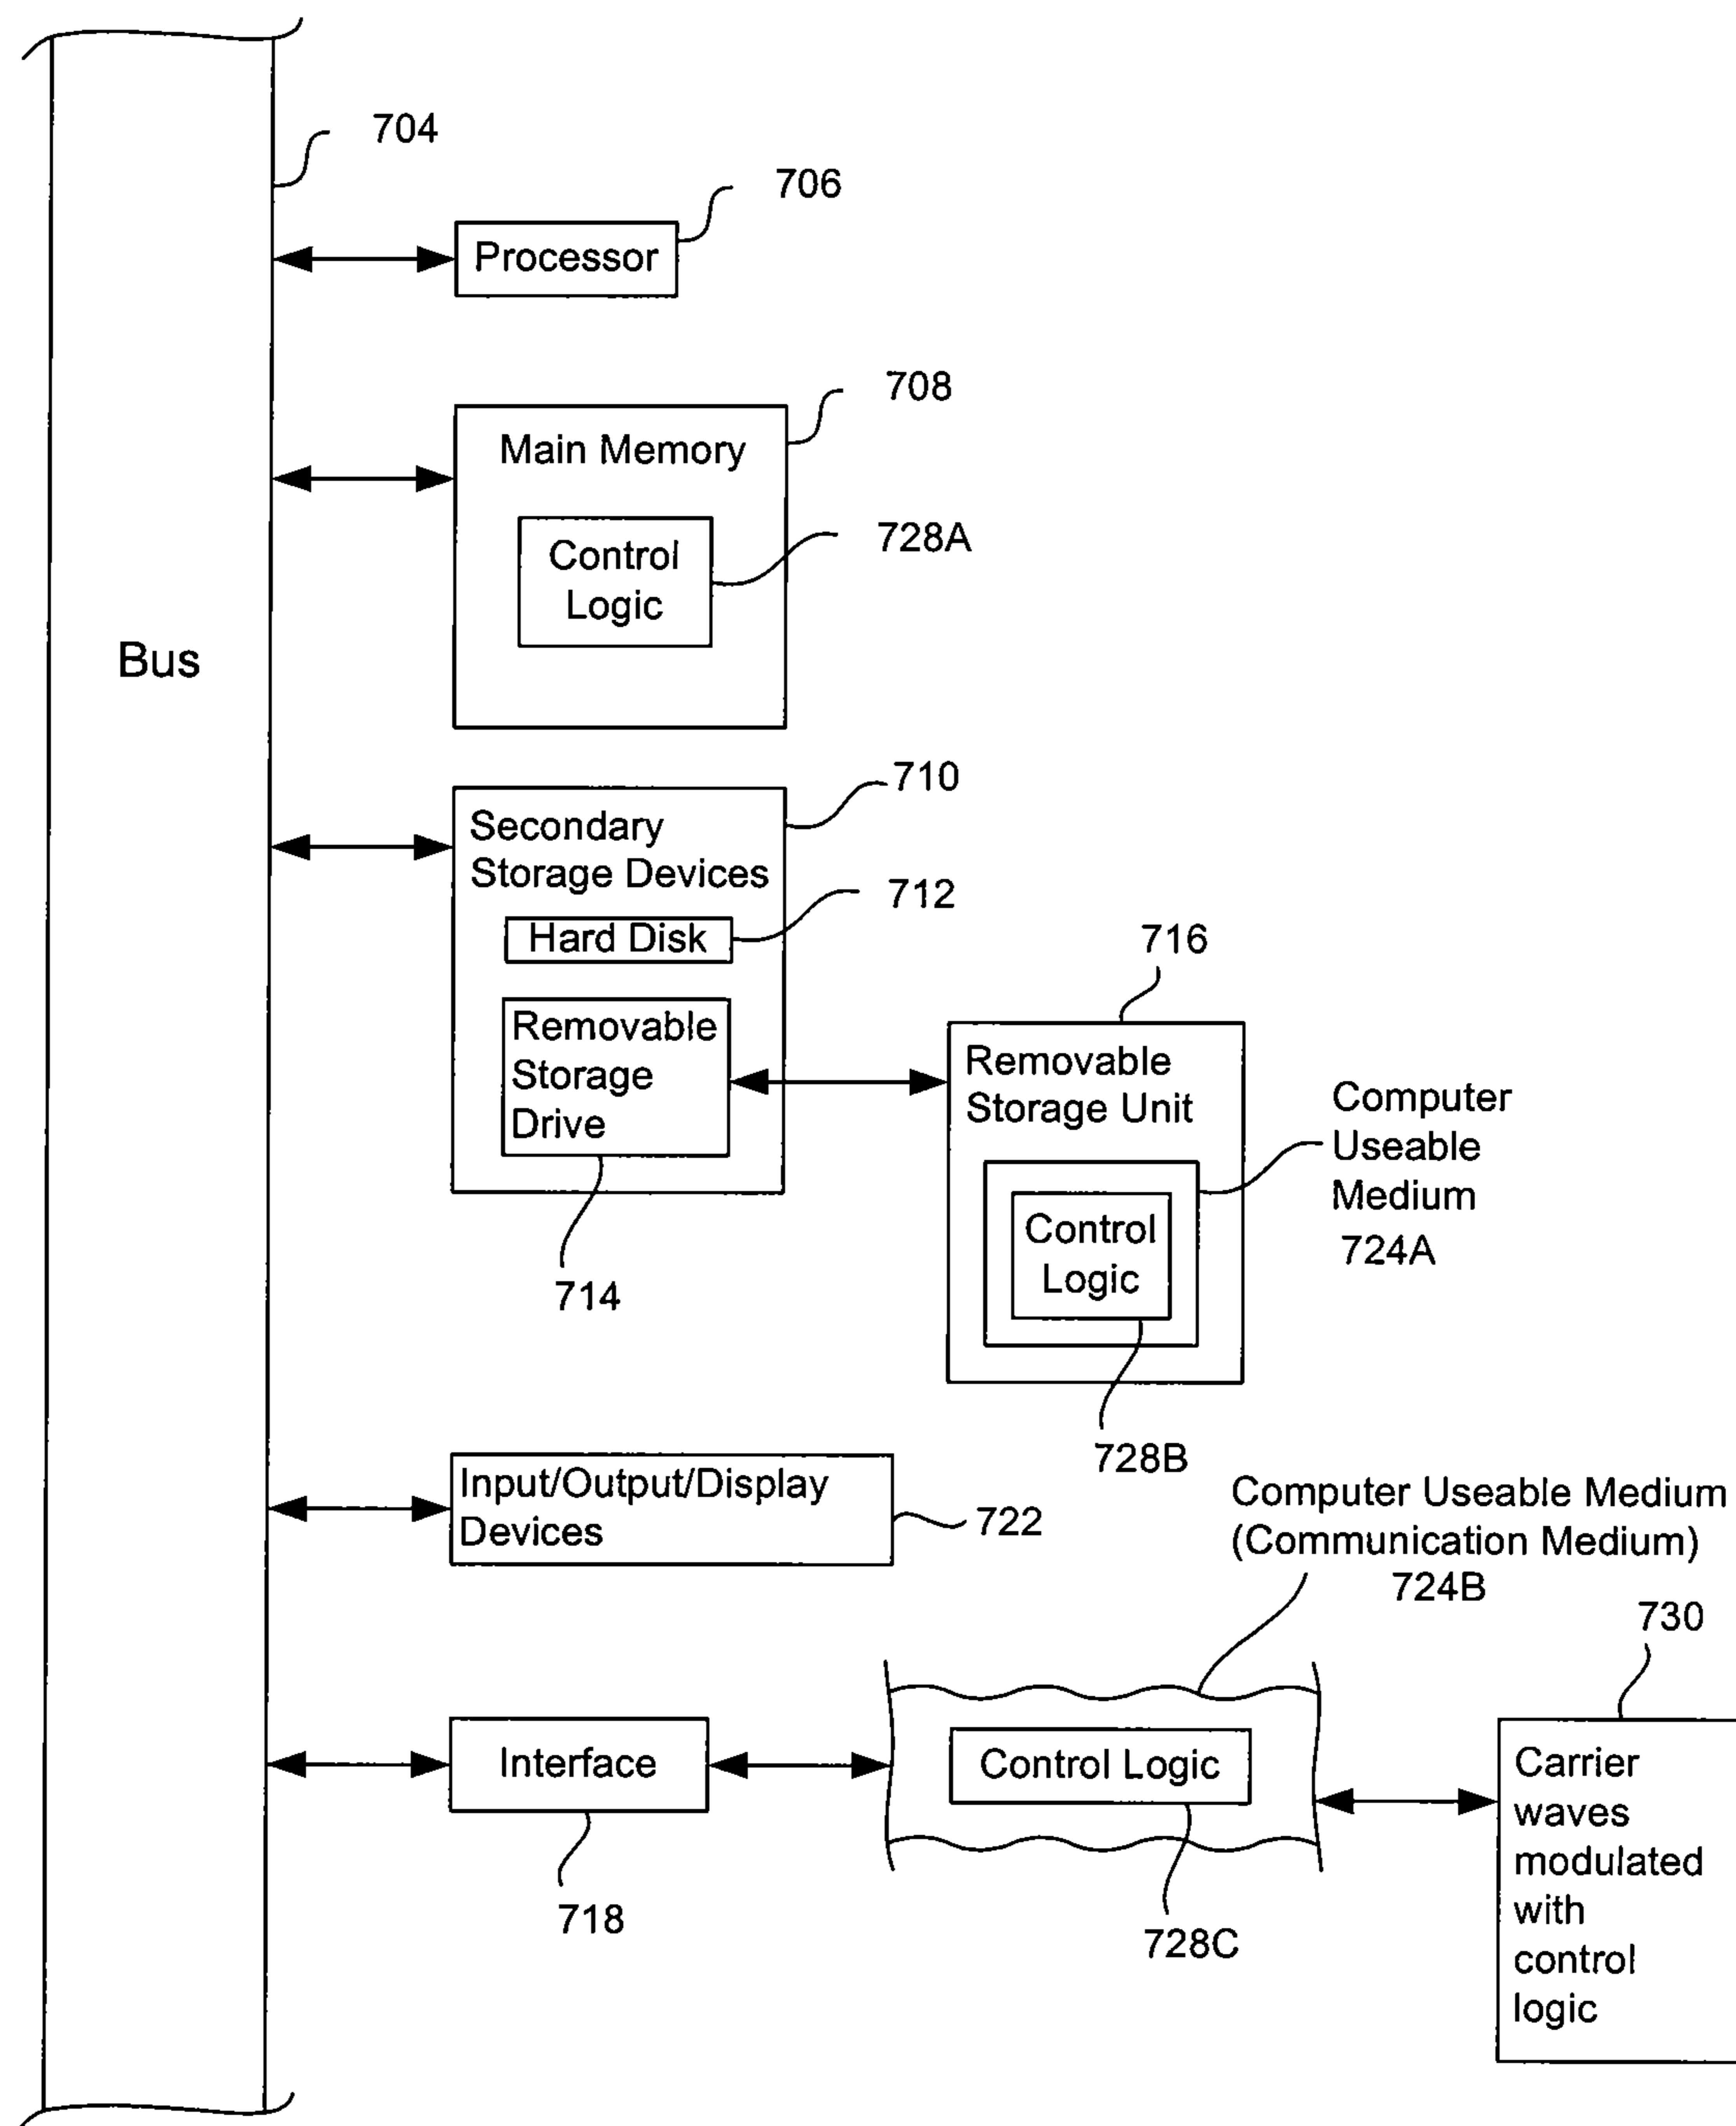 704
706
Processor
708
Main Memory
728A
Control
Logic
Bus
710
Secondary
Storage Devices
712
Hard Disk
716
Removable
Storage
Drive
Removable
Storage Unit
Computer
Useable
Medium
724A
Control
Logic
714
728B
Input/Output/Display
Devices
722
Computer Useable Medium
(Communication Medium)
724B
730
Interface
Control Logic
Carrier
waves
modulated
with
control
logic
718
728C